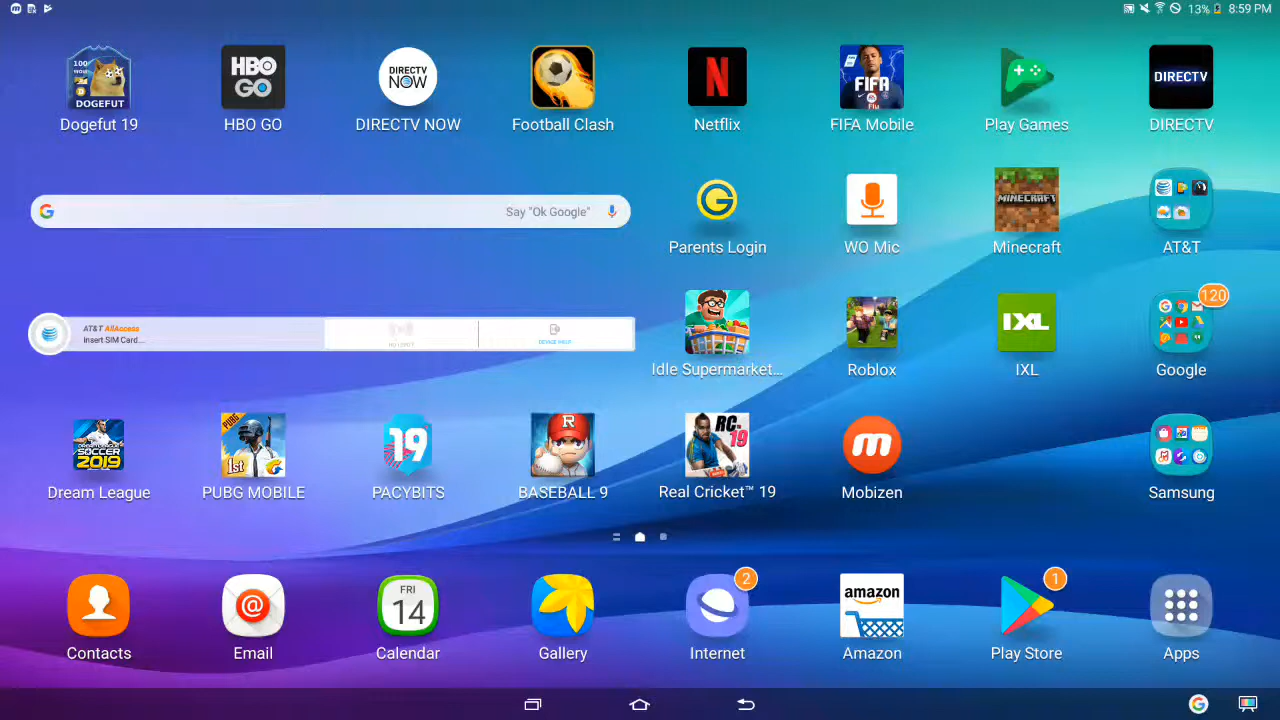 13% 8:59 PM
100
NOW
DOGEFUT
HBO
GO
DIRECTV
NOW
N
FIFA
DIRECTV
Dogefut 19
HBO GO
DIRECTV NOW
Football Clash
Netflix
FIFA Mobile
Play Games
DIRECTV
G
Say "Ok Google"
G
MINECRAFT
Parents Login
WO Mic
Minecraft
AT&T
AT&T AllAccess
Insert SIM Card...
IXL
120
Idle Supermarket...
Roblox
IXL
Google
SOCCER
2019
PUBG
1st
19
R
RC
19
m
Dream League
PUBG MOBILE
PACYBITS
BASEBALL 9
Real Cricket™ 19
Mobizen
Samsung
@
FRI
14
2
amazon
1
Contacts
Email
Calendar
Gallery
Internet
Amazon
Play Store
Apps
G